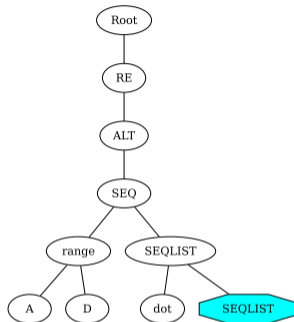 Root
RE
ALT
SEQ
range SEQLIST
A D dot SEQLIST